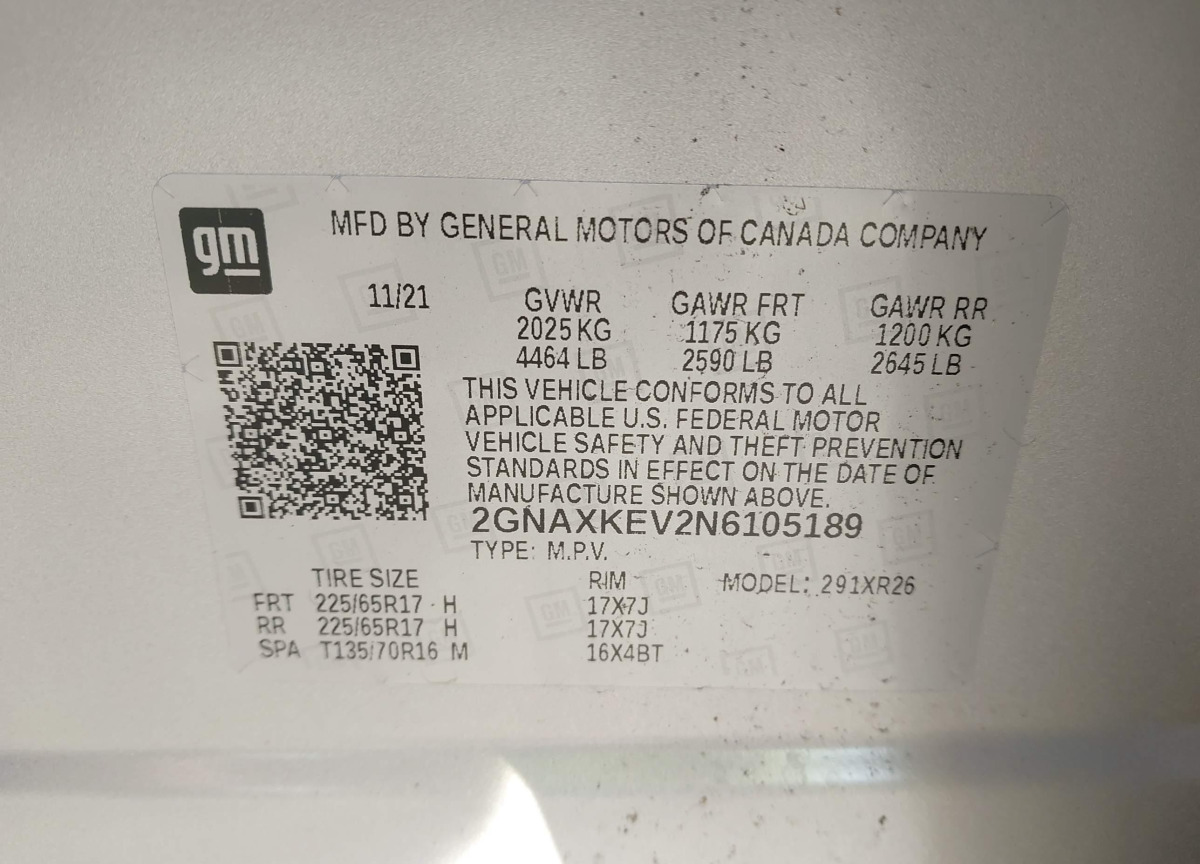 gm
MFD BY GENERAL MOTORS OF CANADA COMPANY
11/21 GVWR GAWR FRT GAWR RR
2025 KG 1175 KG 1200 KG
4464 LB 2590 LB 2645 LB
THIS VEHICLE CONFORMS TO ALL
APPLICABLE U.S. FEDERAL MOTOR
VEHICLE SAFETY AND THEFT PREVENTION
STANDARDS IN EFFECT ON THE DATE OF
MANUFACTURE SHOWN ABOVE.
2GNAXKEV2N6105189
TYPE: M.P.V.
TIRE SIZE RIM MODEL: 291XR26
FRT 225/65R17 H 17X7J
RR 225/65R17 H 17X7J
SPA T135/70R16 M 16X4BT